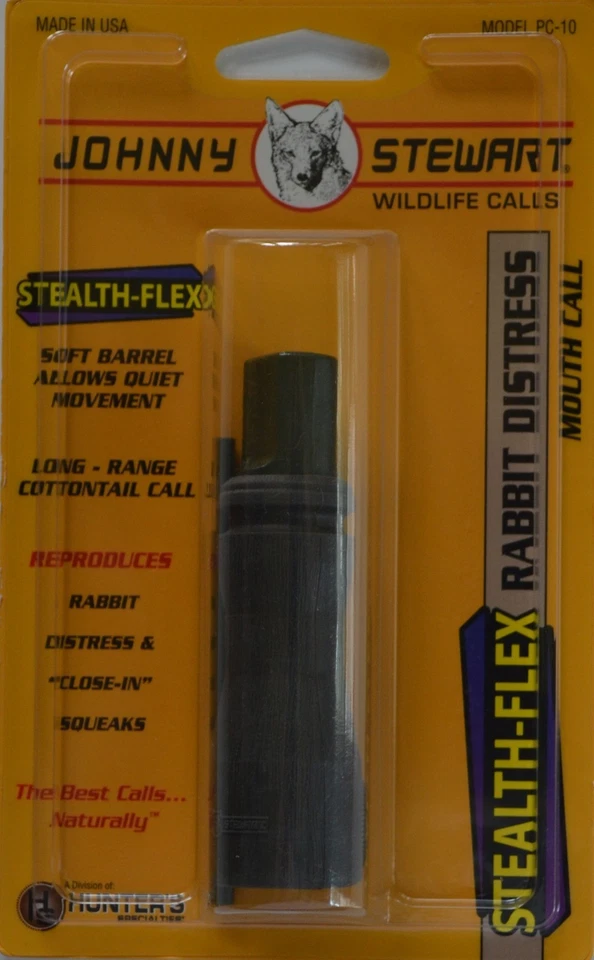 MADE IN USA
MODEL PC-10
JOHNNY STEWART
WILDLIFE CALLS
STEALTH-FLEX
SOFT BARREL
ALLOWS QUIET
MOVEMENT
LONG - RANGE
COTTONTAIL CALL
REPRODUCES
RABBIT
DISTRESS &
"CLOSE-IN"
SQUEAKS
The Best Calls...
Naturally™
A Division of:
HUNTER'S
SPECIALTIES
STEALTH-FLEX RABBIT DISTRESS
MOUTH CALL